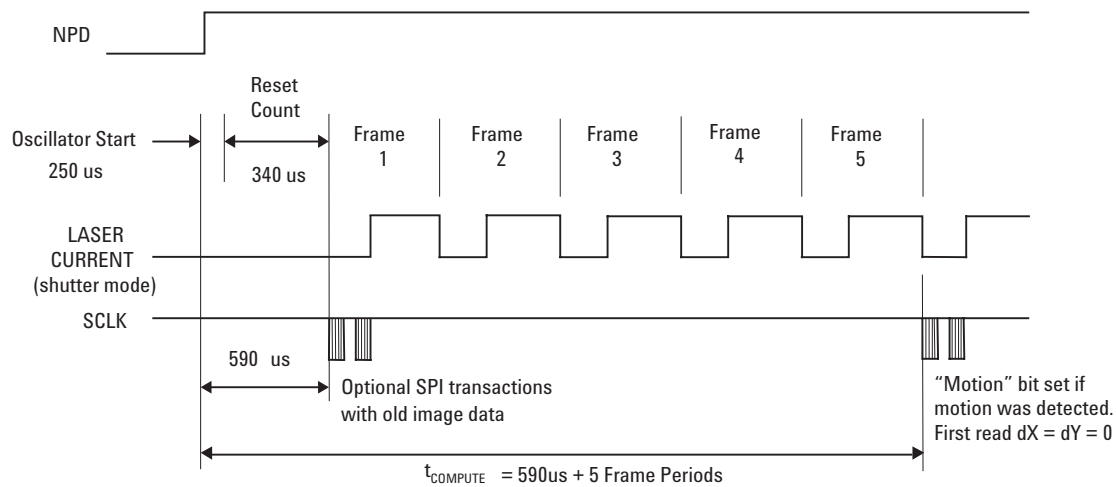 NPD
Reset
Count
Oscillator Start
250 us
340 us
Frame
1
Frame
2
Frame
3
Frame
4
Frame
5
LASER
CURRENT
(shutter mode)
SCLK
590 us
Optional SPI transactions
with old image data
“Motion” bit set if
motion was detected.
First read dX = dY = 0
tCOMPUTE = 590us + 5 Frame Periods